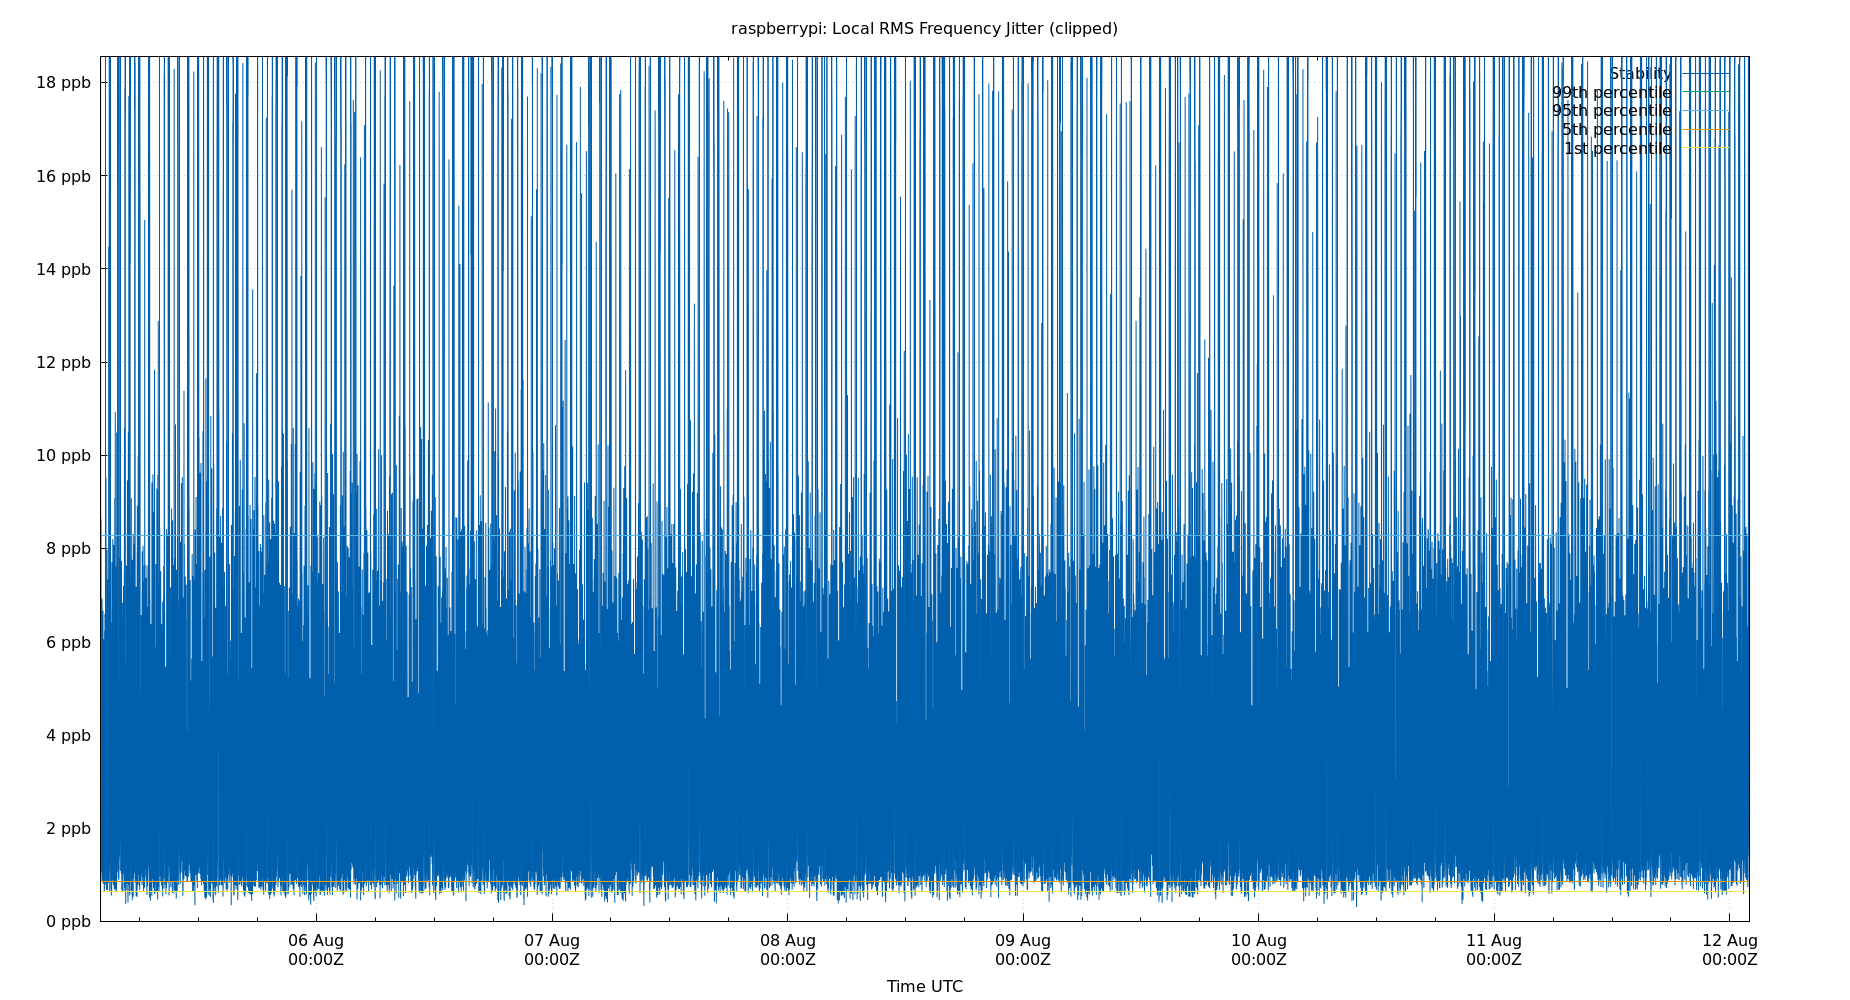 raspberrypi: Local RMS Frequency Jitter (clipped)
18 ppb
16 ppb
14 ppb
12 ppb
10 ppb
8 ppb
6 ppb
4 ppb
2 ppb
0 ppb
Stability
99th percentile
95th percentile
5th percentile
1st percentile
06 Aug
00:00Z
07 Aug
00:00Z
08 Aug
00:00Z
09 Aug
00:00Z
10 Aug
00:00Z
11 Aug
00:00Z
12 Aug
00:00Z
Time UTC